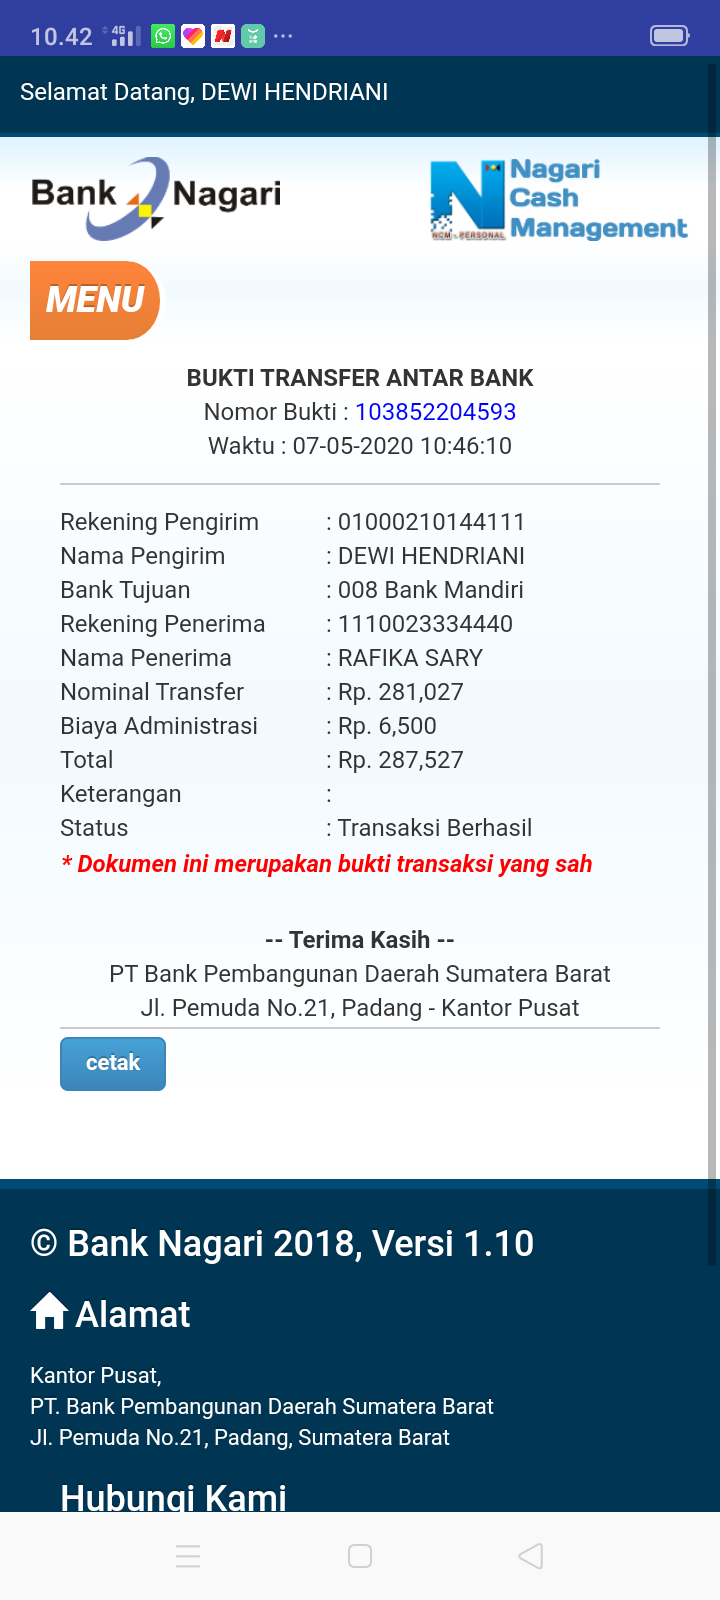 10.42 4G ...
Selamat Datang, DEWI HENDRIANI
Bank Nagari
Nagari
Cash
Management
NCM - PERSONAL
MENU
BUKTI TRANSFER ANTAR BANK
Nomor Bukti : 103852204593
Waktu : 07-05-2020 10:46:10
Rekening Pengirim : 01000210144111
Nama Pengirim : DEWI HENDRIANI
Bank Tujuan : 008 Bank Mandiri
Rekening Penerima : 1110023334440
Nama Penerima : RAFIKA SARY
Nominal Transfer : Rp. 281,027
Biaya Administrasi : Rp. 6,500
Total : Rp. 287,527
Keterangan :
Status : Transaksi Berhasil
* Dokumen ini merupakan bukti transaksi yang sah
-- Terima Kasih --
PT Bank Pembangunan Daerah Sumatera Barat
Jl. Pemuda No.21, Padang - Kantor Pusat
cetak
© Bank Nagari 2018, Versi 1.10
Alamat
Kantor Pusat,
PT. Bank Pembangunan Daerah Sumatera Barat
Jl. Pemuda No.21, Padang, Sumatera Barat
Hubungi Kami